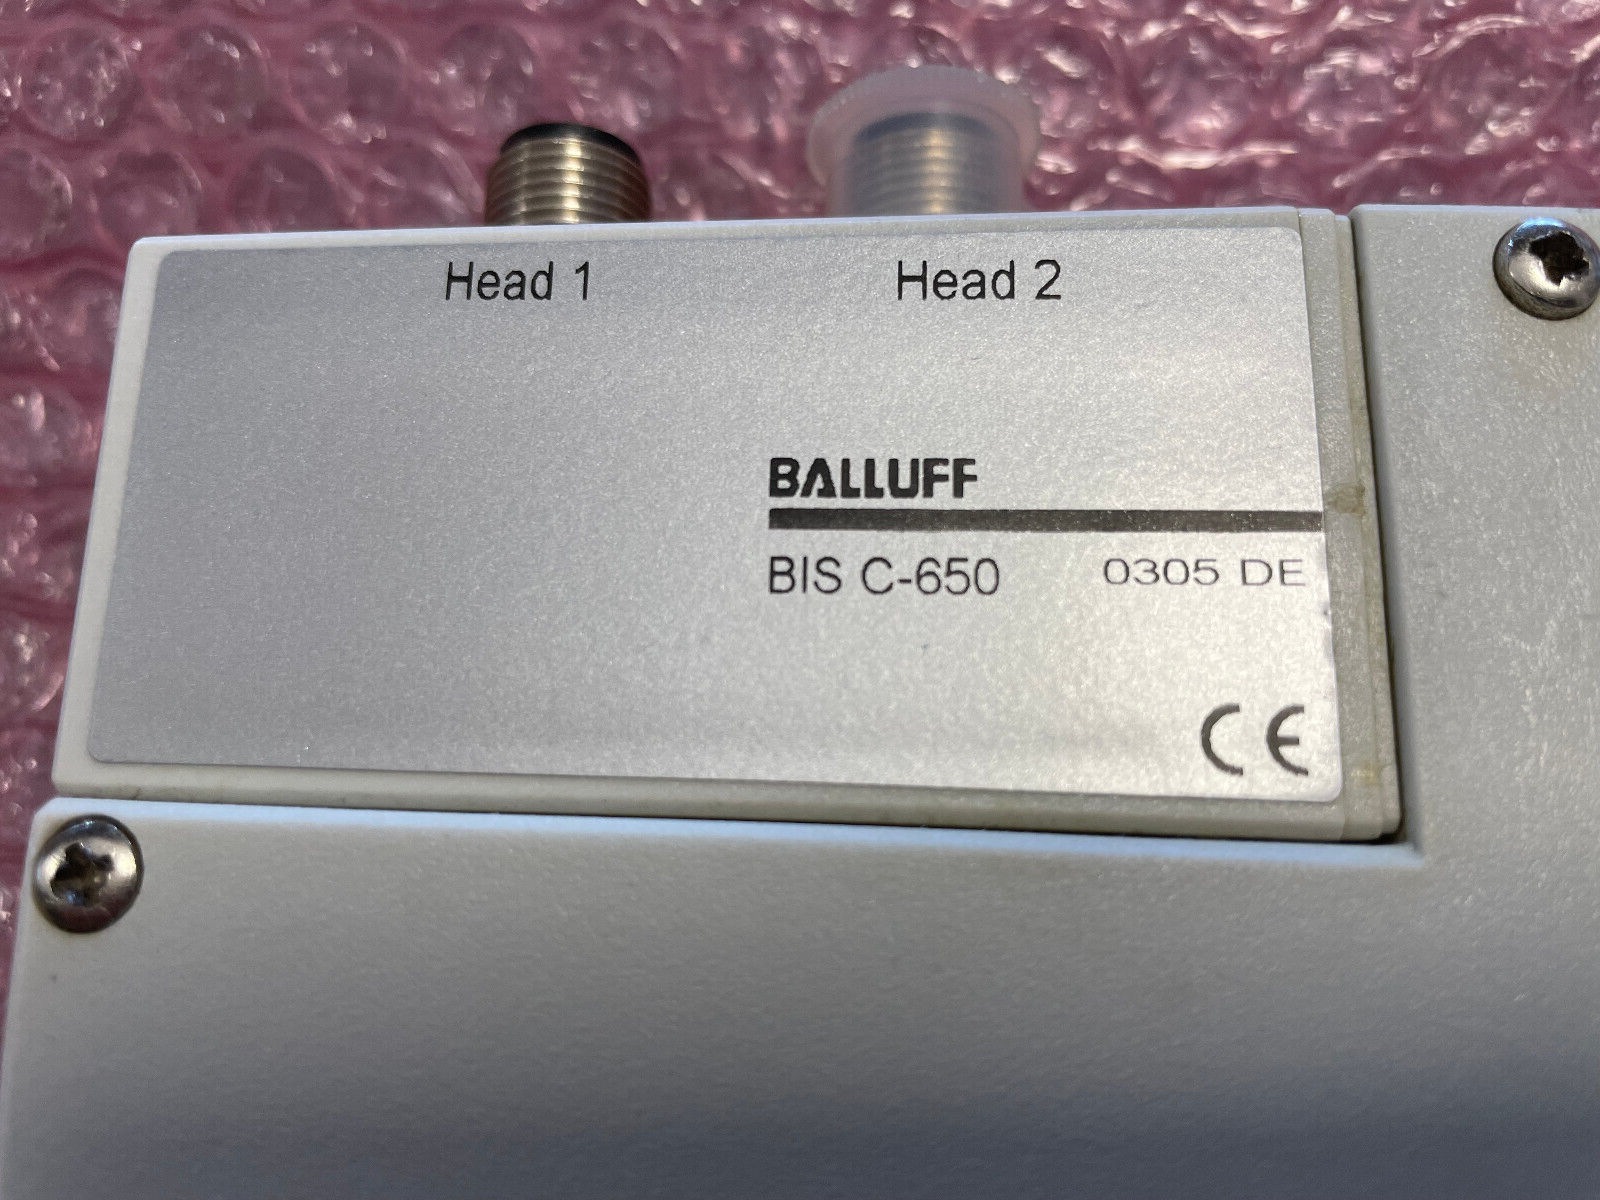 Head 1 Head 2
BALLUFF
BIS C-650 0305 DE
CE